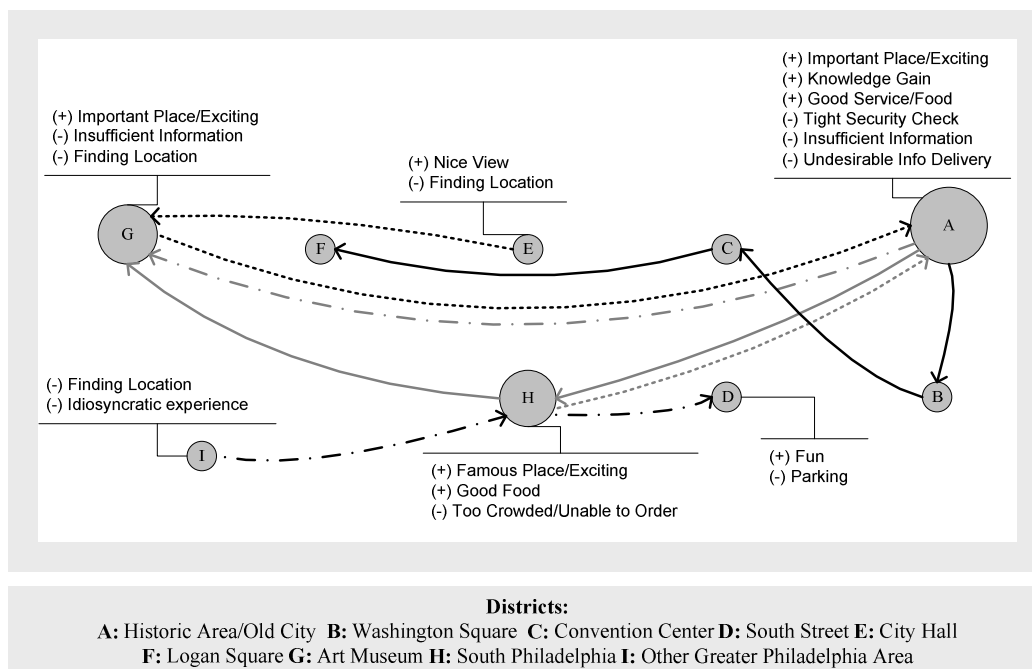 (+) Important Place/Exciting
(+) Knowledge Gain
(+) Good Service/Food
(-) Tight Security Check
(-) Insufficient Information
(-) Undesirable Info Delivery
(+) Important Place/Exciting
(-) Insufficient Information
(-) Finding Location
(+) Nice View
(-) Finding Location
G
F
E
C
A
(-) Finding Location
(-) Idiosyncratic experience
H
D
B
I
(+) Famous Place/Exciting
(+) Good Food
(-) Too Crowded/Unable to Order
(+) Fun
(-) Parking
Districts:
A: Historic Area/Old City B: Washington Square C: Convention Center D: South Street E: City Hall
F: Logan Square G: Art Museum H: South Philadelphia I: Other Greater Philadelphia Area